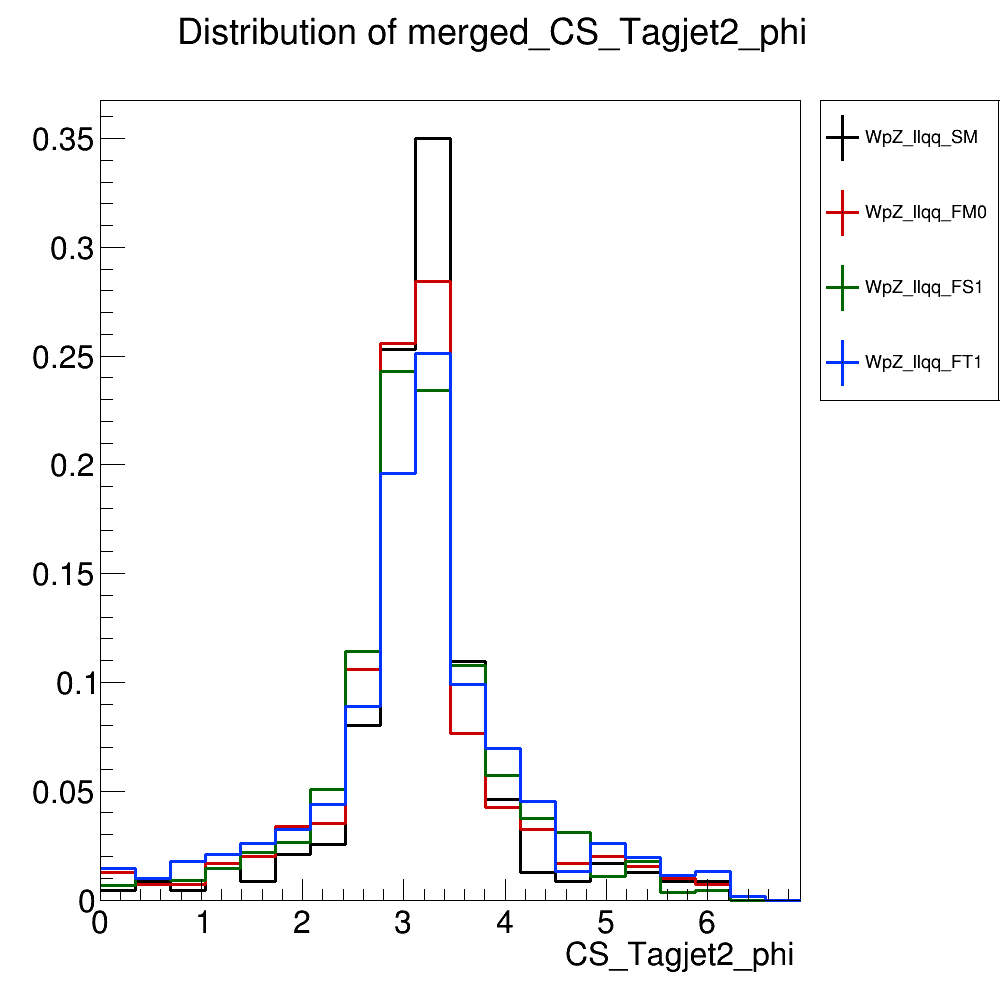 Distribution of merged_CS_Tagjet2_phi
0.35
0.3
0.25
0.2
0.15
0.1
0.05
0
0 1 2 3 4 5 6
CS_Tagjet2_phi
WpZ_llqq_SM
WpZ_llqq_FM0
WpZ_llqq_FS1
WpZ_llqq_FT1